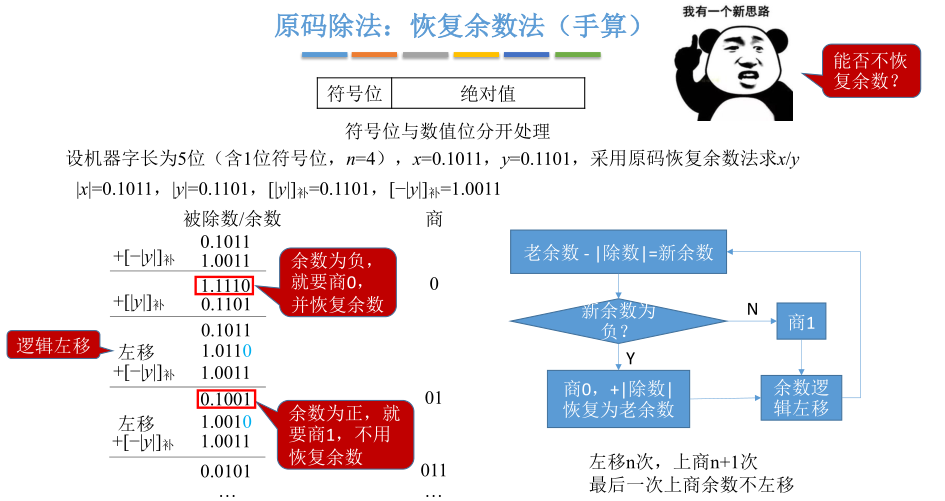 原码除法：恢复余数法（手算）
我有一个新思路
能否不恢
复余数？
符号位 绝对值
符号位与数值位分开处理
设机器字长为5位（含1位符号位，n=4），x=0.1011，y=0.1101，采用原码恢复余数法求x/y
|x|=0.1011，|y|=0.1101，[|y|]补=0.1101，[−|y|]补=1.0011
被除数/余数 商
0.1011
+[−|y|]补 1.0011
1.1110 0
+[|y|]补 0.1101
0.1011
左移 1.0110
+[−|y|]补 1.0011
0.1001 01
左移 1.0010
+[−|y|]补 1.0011
0.0101 011
… …
余数为负，
就要商0，
并恢复余数
逻辑左移
余数为正，就
要商1，不用
恢复余数
老余数 - |除数|=新余数
新余数为
负？
N
商1
Y
商0，+|除数|
恢复为老余数
余数逻
辑左移
左移n次，上商n+1次
最后一次上商余数不左移